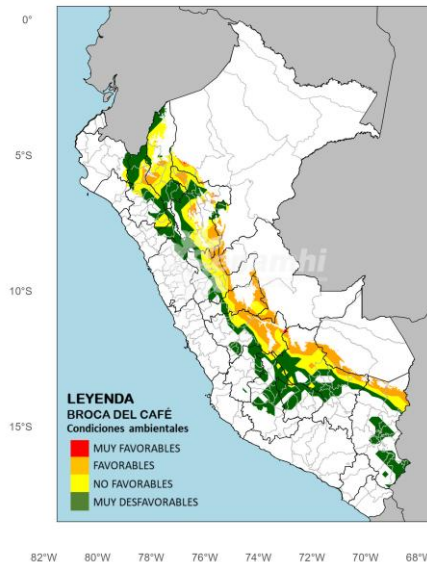 0°
5°S
10°S
15°S
senamhi
LEYENDA
BROCA DEL CAFÉ
Condiciones ambientales
MUY FAVORABLES
FAVORABLES
NO FAVORABLES
MUY DESFAVORABLES
82°W 80°W 78°W 76°W 74°W 72°W 70°W 68°W